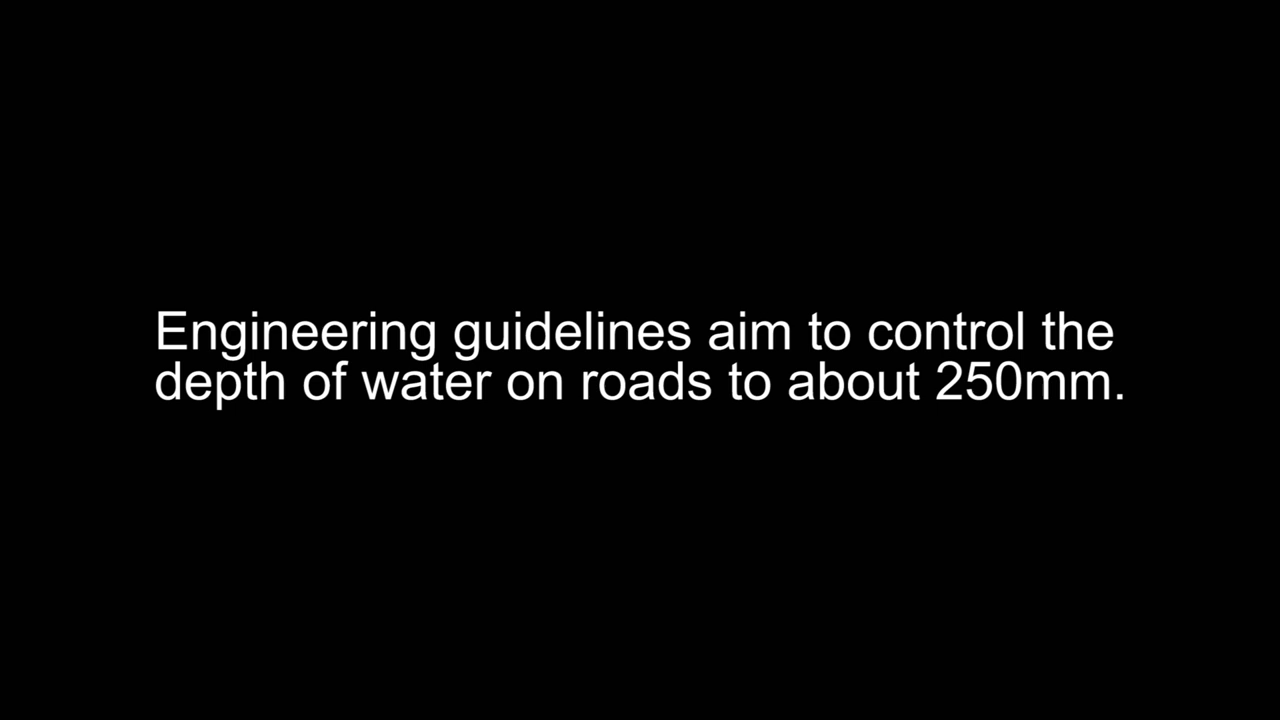 Engineering guidelines aim to control the
depth of water on roads to about 250mm.